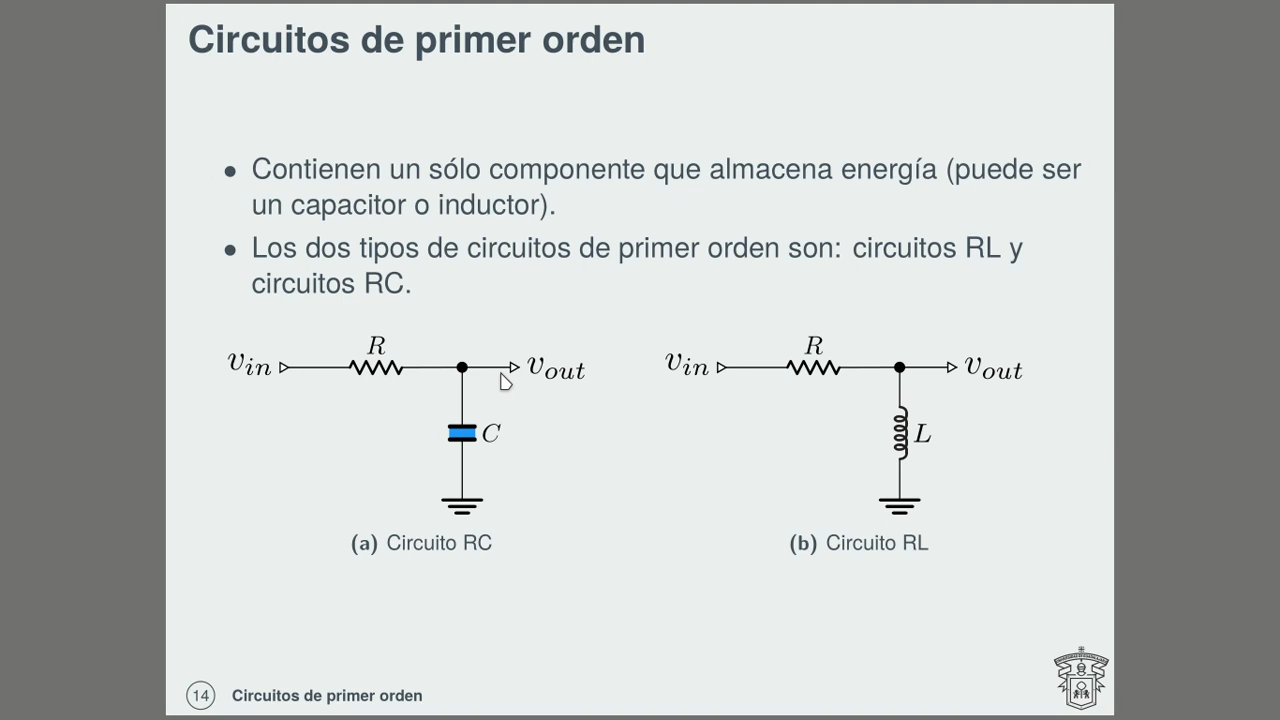 Circuitos de primer orden
• Contienen un sólo componente que almacena energía (puede ser
un capacitor o inductor).
• Los dos tipos de circuitos de primer orden son: circuitos RL y
circuitos RC.
v_in R v_out
C
(a) Circuito RC
v_in R v_out
L
(b) Circuito RL
14 Circuitos de primer orden